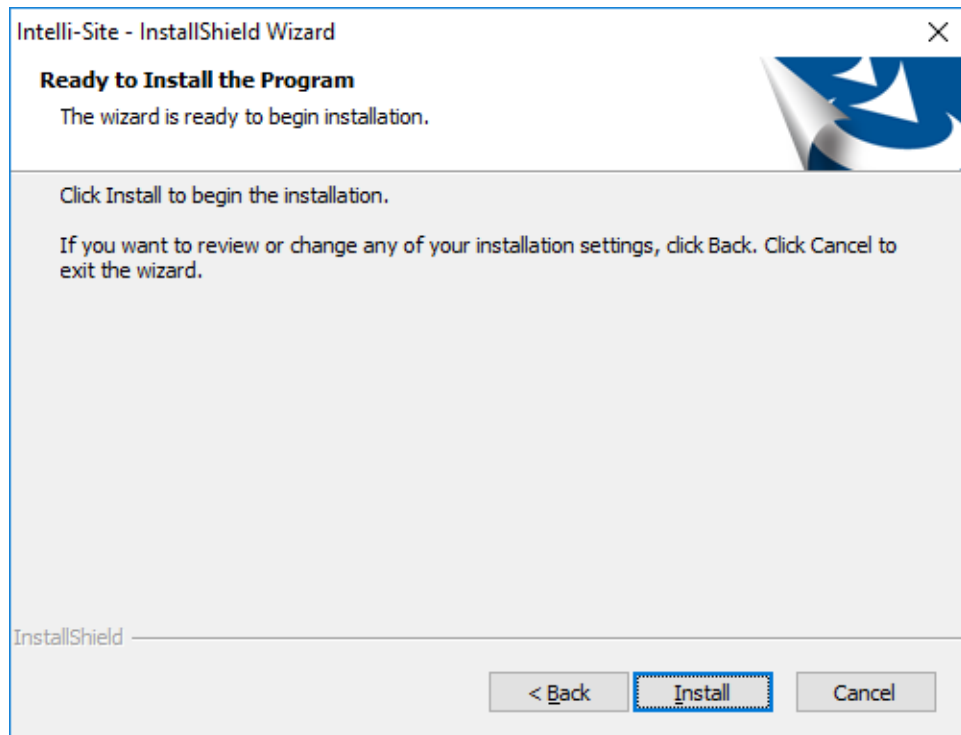 Intelli-Site - InstallShield Wizard
Ready to Install the Program
The wizard is ready to begin installation.
Click Install to begin the installation.
If you want to review or change any of your installation settings, click Back. Click Cancel to
exit the wizard.
InstallShield
< Back
Install
Cancel